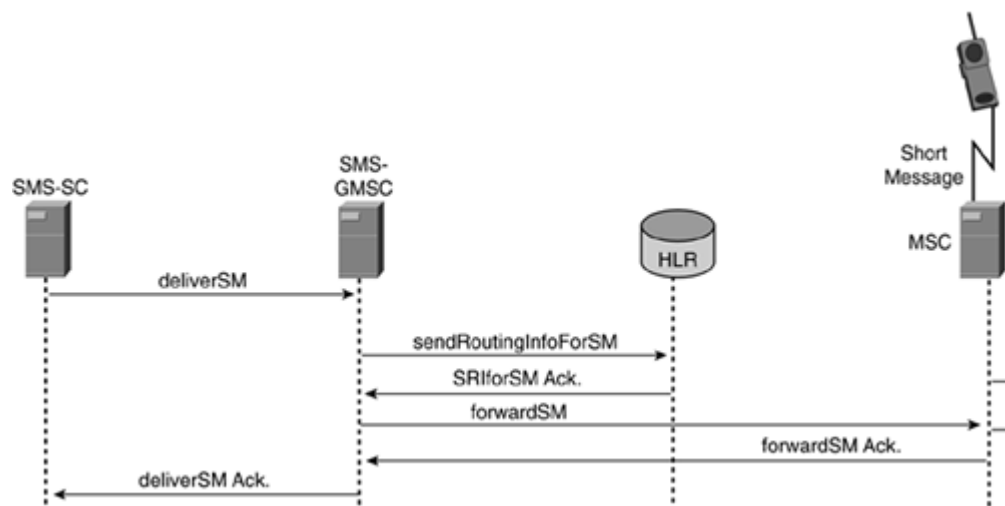 SMS-SC
SMS-
GMSC
HLR
Short
Message
MSC
deliverSM
sendRoutingInfoForSM
SRIforSM Ack.
forwardSM
forwardSM Ack.
deliverSM Ack.